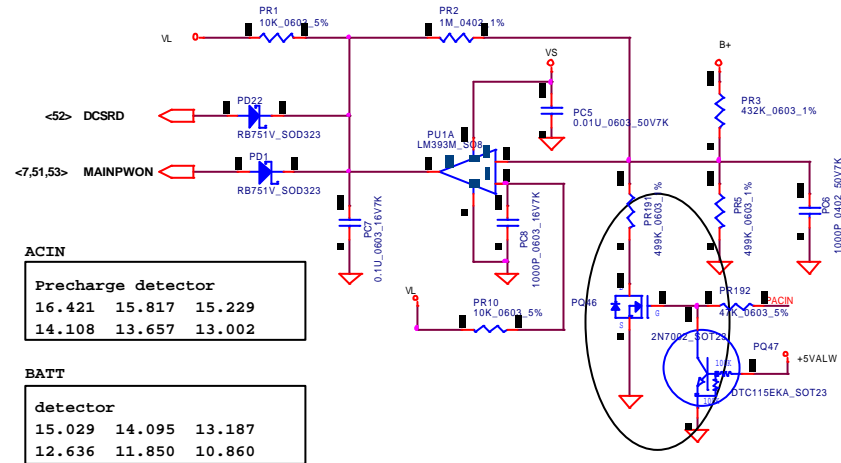 PR1
10K_0603_5%
VL
PR2
1M_0402_1%
VS
B+
PR3
432K_0603_1%
PC5
0.01U_0603_50V7K
<52> DCSRD
PD22
RB751V_SOD323
PU1A
LM393M_SO8
<7,51,53> MAINPWON
PD1
RB751V_SOD323
PC7
0.1U_0603_16V7K
PC8
1000P_0603_16V7K
PR191
499K_0603_1%
PR5
499K_0603_1%
PC6
1000P_0402_50V7K
ACIN
Precharge detector
16.421 15.817 15.229
14.108 13.657 13.002
VL
PR10
10K_0603_5%
PQ46
S
G
2N7002_SOT23
PR192
47K_0603_5%
PACIN
PQ47
+5VALW
100K
DTC115EKA_SOT23
BATT
detector
15.029 14.095 13.187
12.636 11.850 10.860